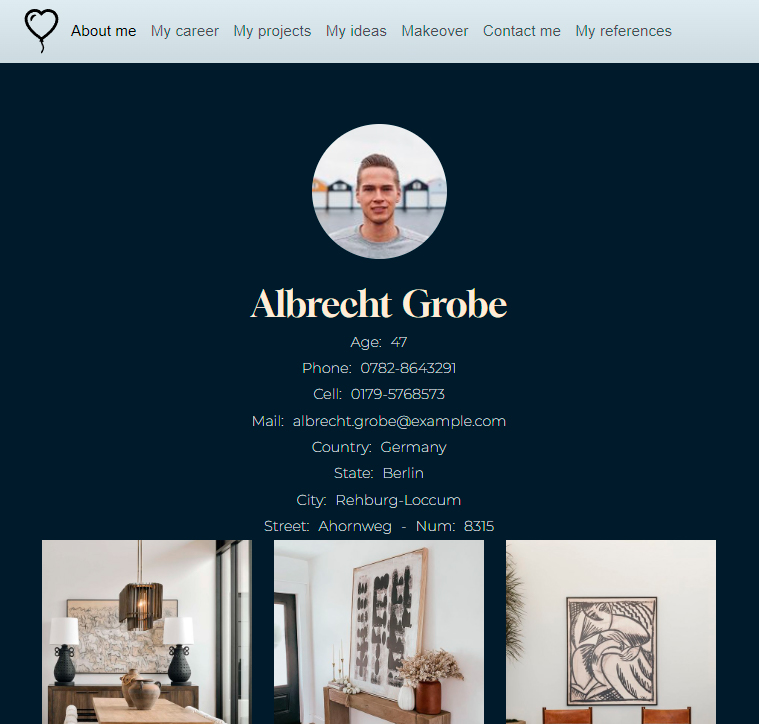 About me My career My projects My ideas Makeover Contact me My references
Albrecht Grobe
Age: 47
Phone: 0782-8643291
Cell: 0179-5768573
Mail: albrecht.grobe@example.com
Country: Germany
State: Berlin
City: Rehburg-Loccum
Street: Ahornweg - Num: 8315